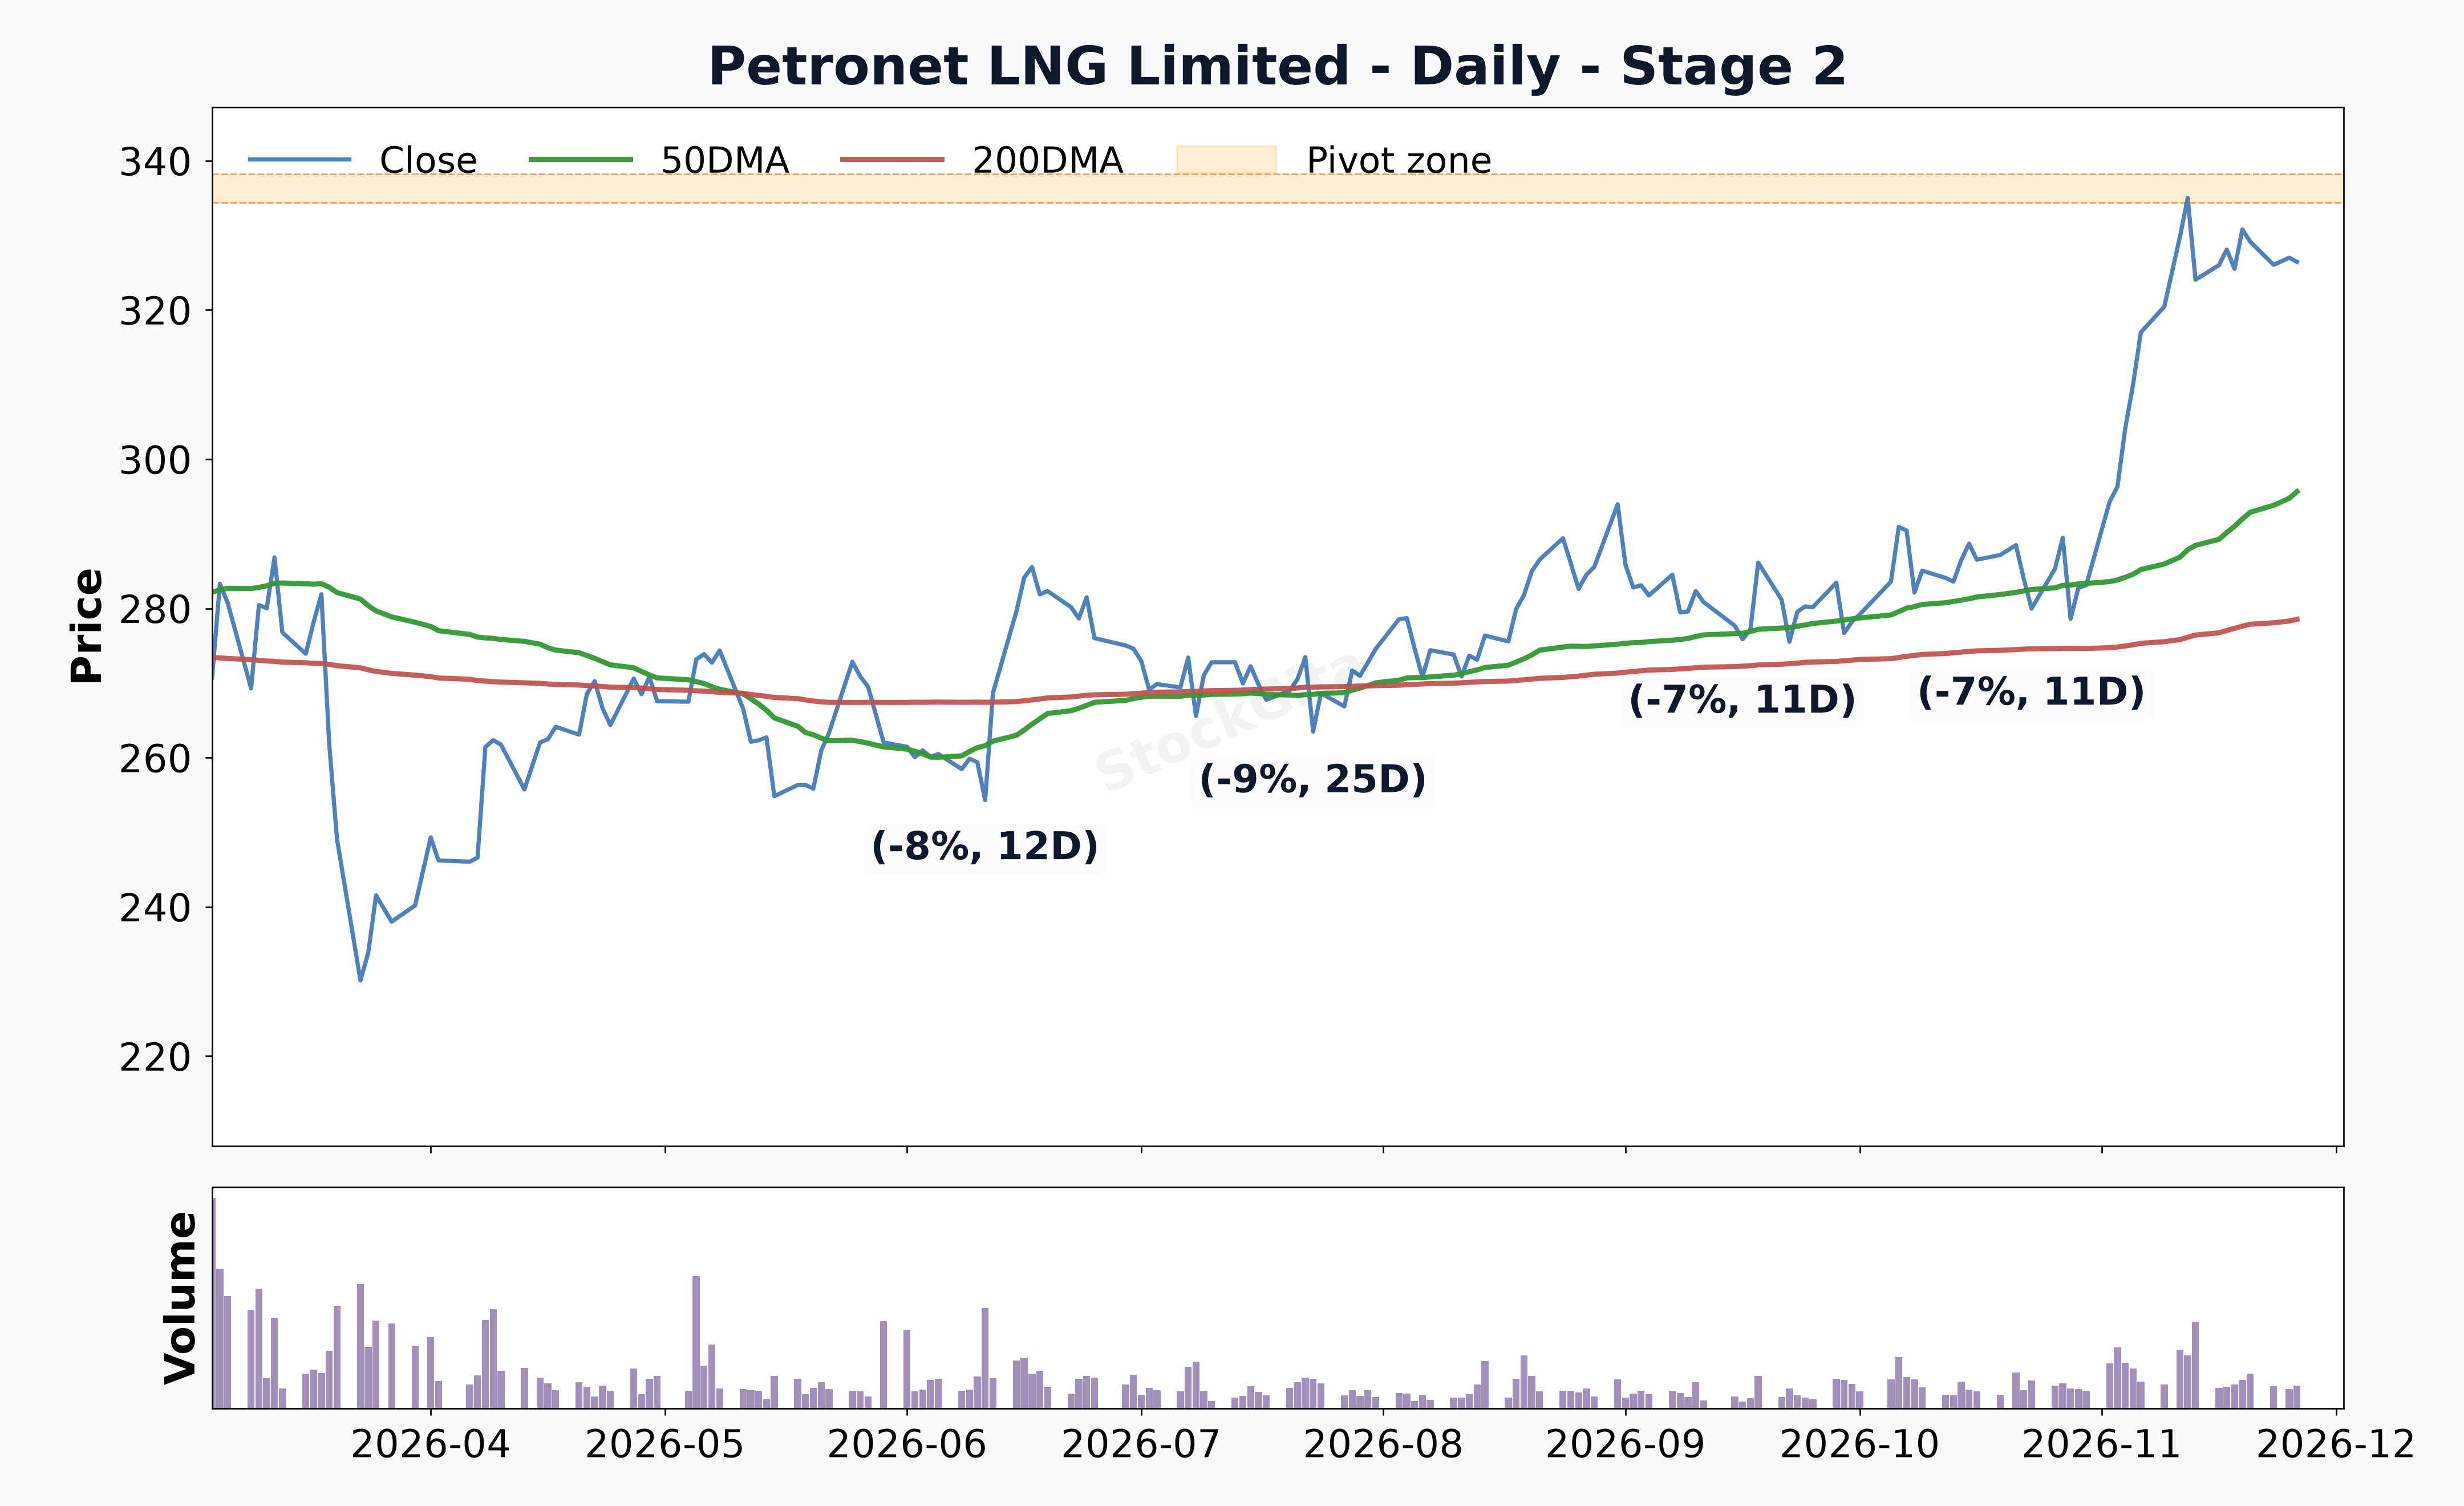 Petronet LNG Limited - Daily - Stage 2
Close 50DMA 200DMA Pivot zone
Price
340
320
300
280
260
240
220
StockGita
(-8%, 12D)
(-9%, 25D)
(-7%, 11D)
(-7%, 11D)
Volume
2026-04 2026-05 2026-06 2026-07 2026-08 2026-09 2026-10 2026-11 2026-12